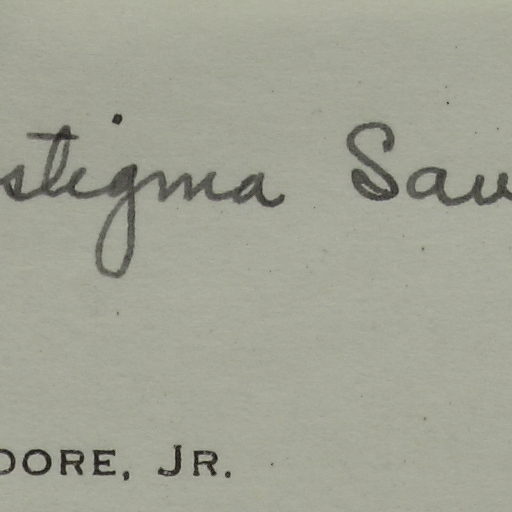 stigma Sau
OORE, JR.